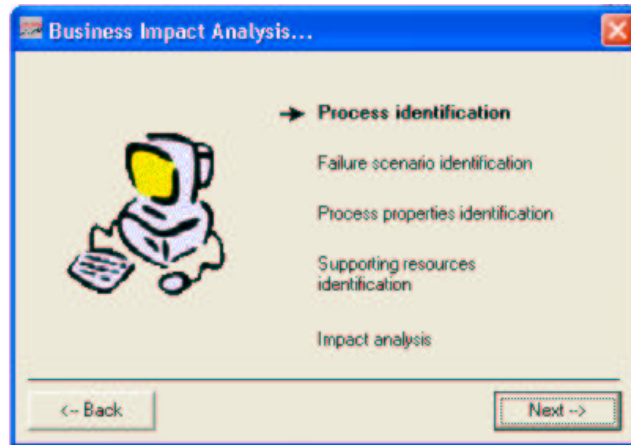 Business Impact Analysis...
Process identification
Failure scenario identification
Process properties identification
Supporting resources
identification
Impact analysis
<-- Back
Next -->